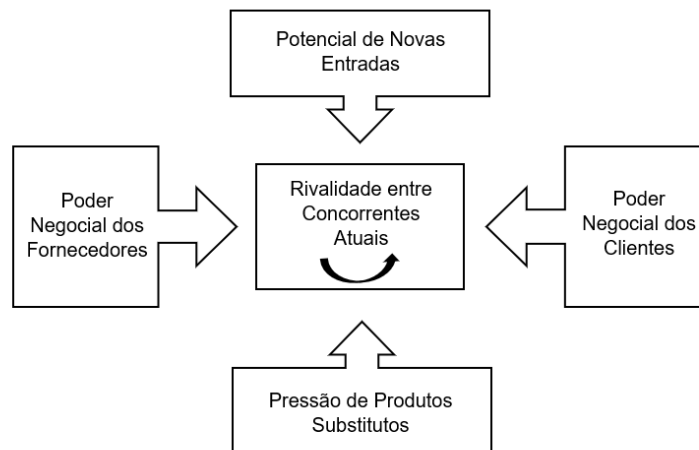 Potencial de Novas
Entradas
Poder
Negocial dos
Fornecedores
Rivalidade entre
Concorrentes
Atuais
Poder
Negocial dos
Clientes
Pressão de Produtos
Substitutos